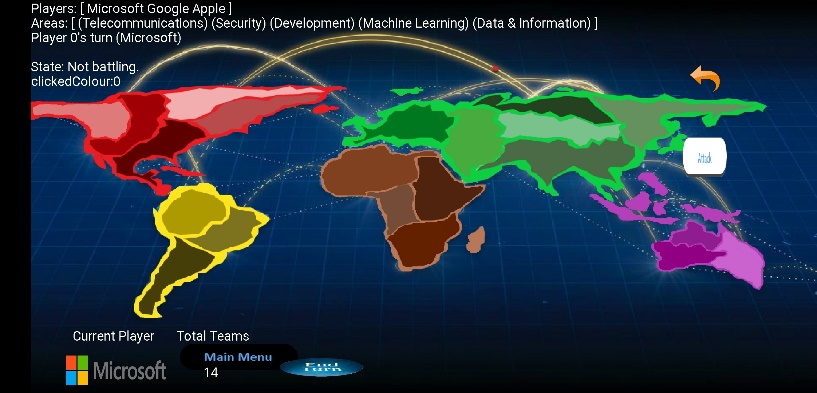 Players: [ Microsoft Google Apple ]
Areas: [ (Telecommunications) (Security) (Development) (Machine Learning) (Data & Information) ]
Player 0's turn (Microsoft)
State: Not battling.
clickedColour:0
Attack
Current Player
Total Teams
Main Menu
14
Microsoft
End
Turn